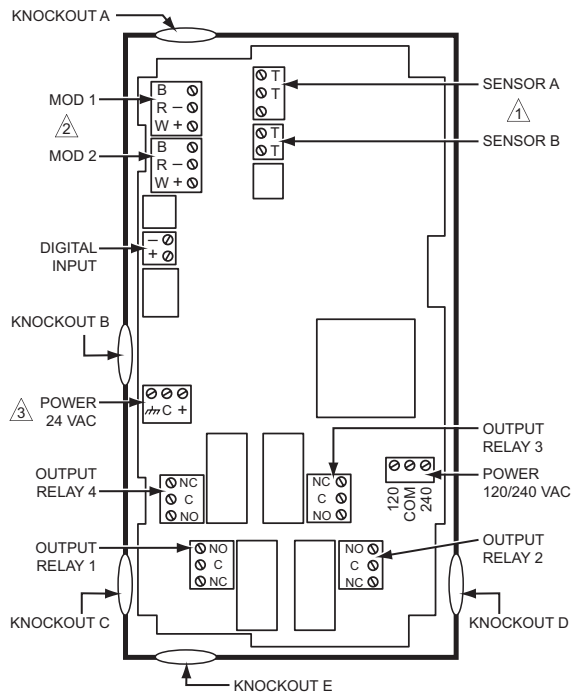 KNOCKOUT A
MOD 1
2
MOD 2
B
R –
W +
B
R –
W +
T
T
T
T
SENSOR A
1
SENSOR B
DIGITAL
INPUT
–
+
KNOCKOUT B
3
POWER
24 VAC
C +
OUTPUT
RELAY 3
OUTPUT
RELAY 4
NC
C
NO
NC
C
NO
120
COM
240
POWER
120/240 VAC
OUTPUT
RELAY 1
NO
C
NC
NO
C
NC
OUTPUT
RELAY 2
KNOCKOUT C
KNOCKOUT D
KNOCKOUT E